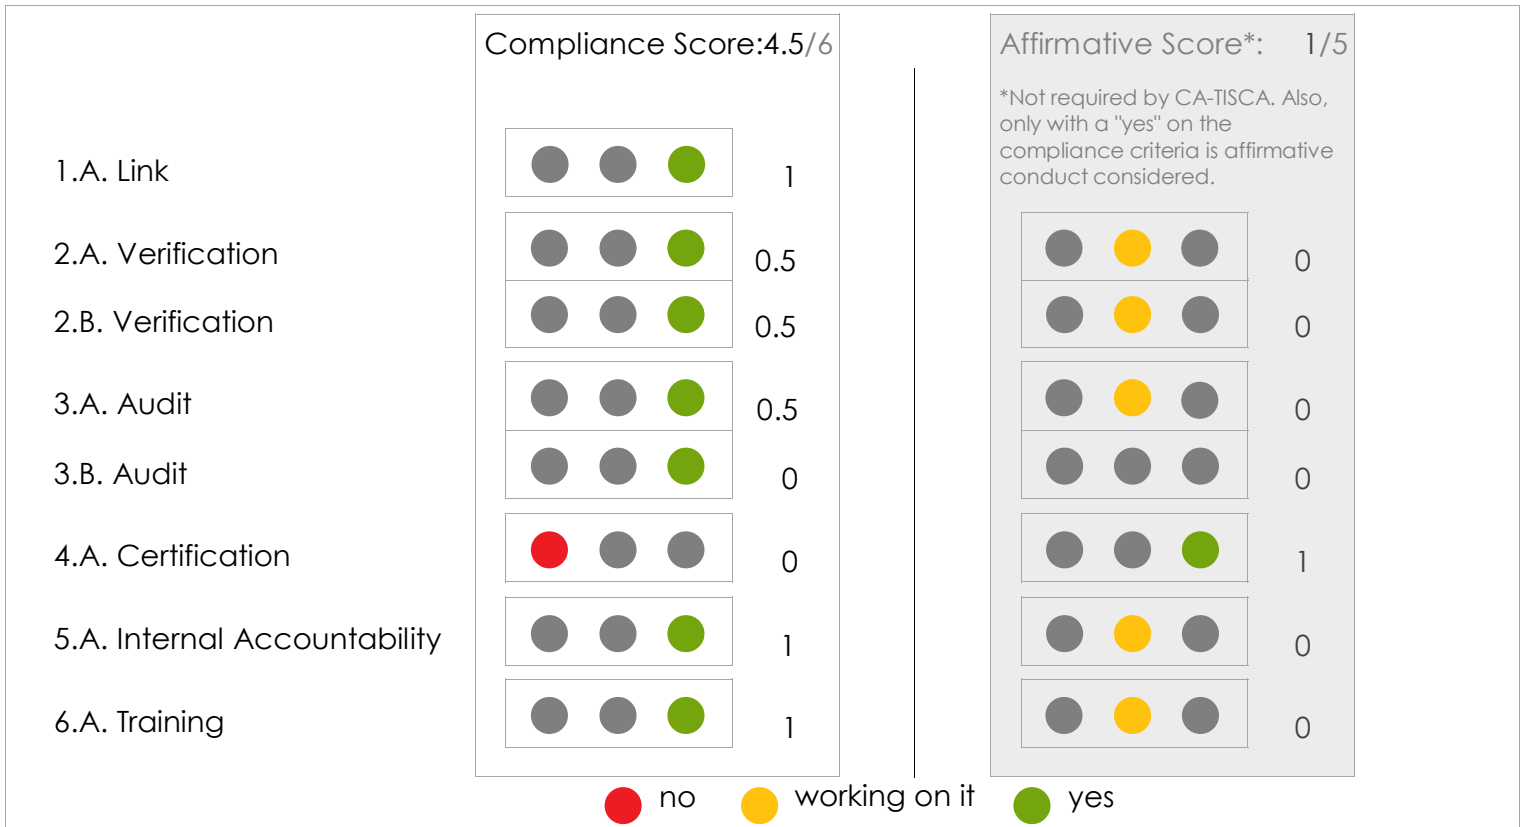 Compliance Score:4.5/6
Affirmative Score*: 1/5
*Not required by CA-TISCA. Also,
only with a "yes" on the
compliance criteria is affirmative
conduct considered.
1.A. Link 1
2.A. Verification 0.5 0
2.B. Verification 0.5 0
3.A. Audit 0.5 0
3.B. Audit 0 0
4.A. Certification 0 1
5.A. Internal Accountability 1 0
6.A. Training 1 0
no working on it yes